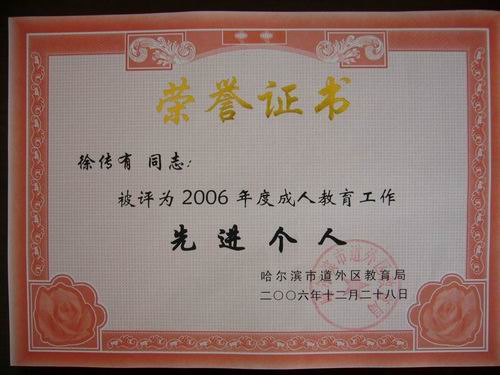 荣誉证书
徐传有 同志:
被评为2006年度成人教育工作
先进个人
哈尔滨市道外区教育局
二〇〇六年十二月二十八日